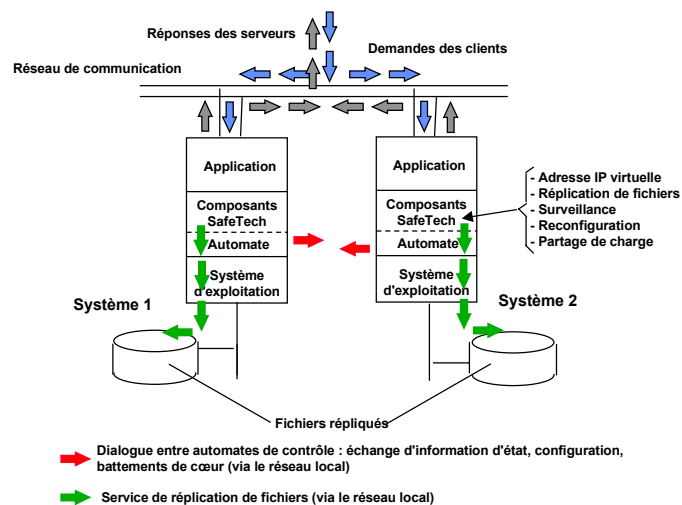 Réponses des serveurs
Demandes des clients
Réseau de communication
Application
Composants
SafeTech
Automate
Système
d'exploitation
Application
Composants
SafeTech
Automate
Système
d'exploitation
- Adresse IP virtuelle
- Réplication de fichiers
- Surveillance
- Reconfiguration
- Partage de charge
Système 1
Système 2
Fichiers répliqués
Dialogue entre automates de contrôle : échange d'information d'état, configuration,
battements de cœur (via le réseau local)
Service de réplication de fichiers (via le réseau local)